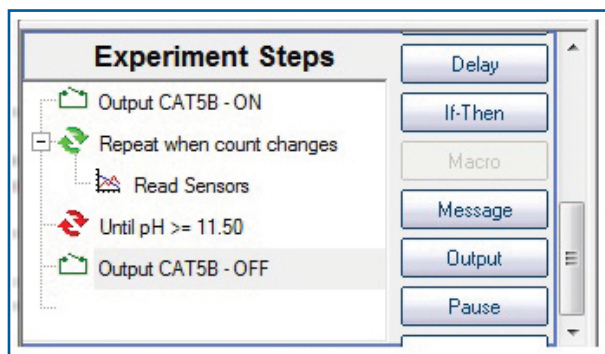 Experiment Steps
Output CAT5B - ON
Repeat when count changes
Read Sensors
Until pH >= 11.50
Output CAT5B - OFF
Delay
If-Then
Macro
Message
Output
Pause